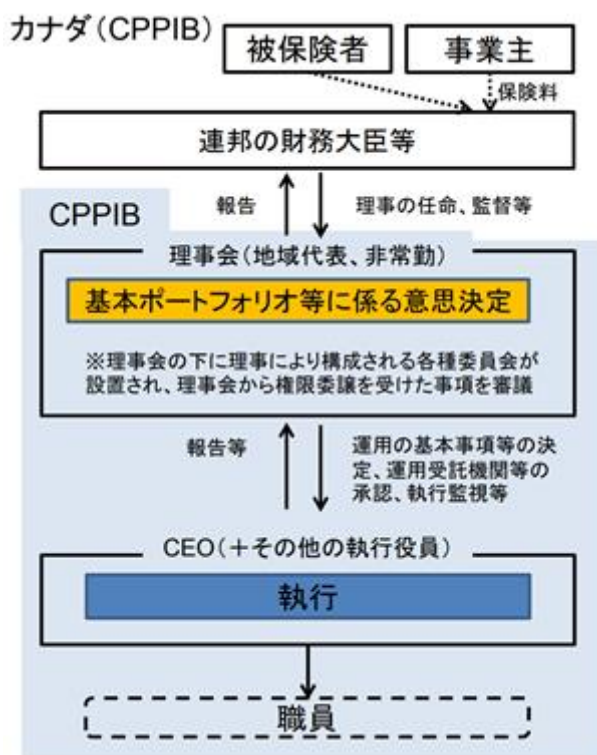 カナダ(CPPIB)
被保険者
事業主
保険料
連邦の財務大臣等
CPPIB
報告
理事の任命、監督等
理事会(地域代表、非常勤)
基本ポートフォリオ等に係る意思決定
※理事会の下に理事により構成される各種委員会が
設置され、理事会から権限委譲を受けた事項を審議
報告等
運用の基本事項等の決
定、運用受託機関等の
承認、執行監視等
CEO(+その他の執行役員)
執行
職員